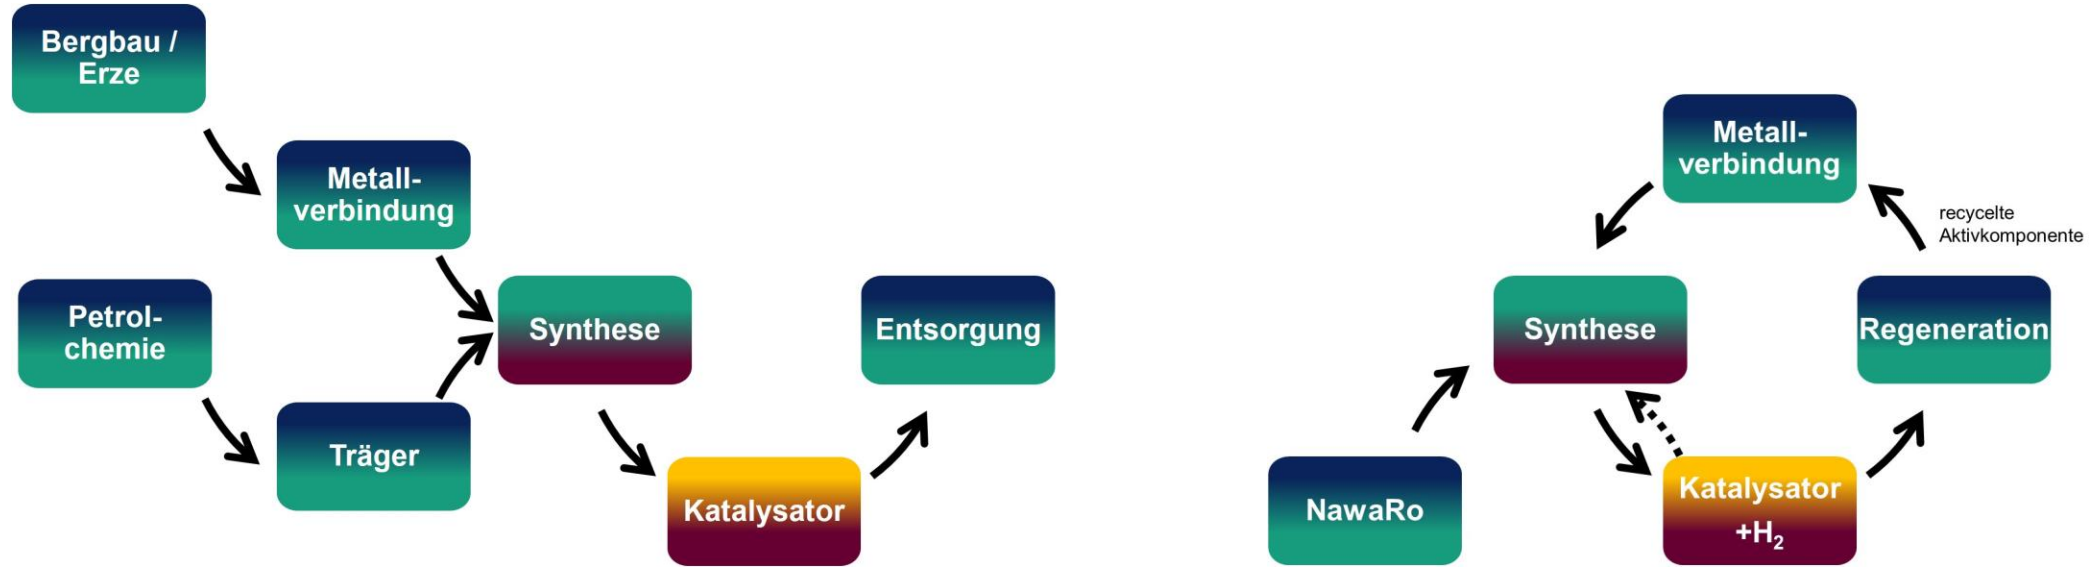 Bergbau /
Erze
Metall-
verbindung
Petrol-
chemie
Träger
Synthese
Katalysator
Entsorgung
Metall-
verbindung
recycelte
Aktivkomponente
Synthese
Regeneration
NawaRo
Katalysator
+H₂